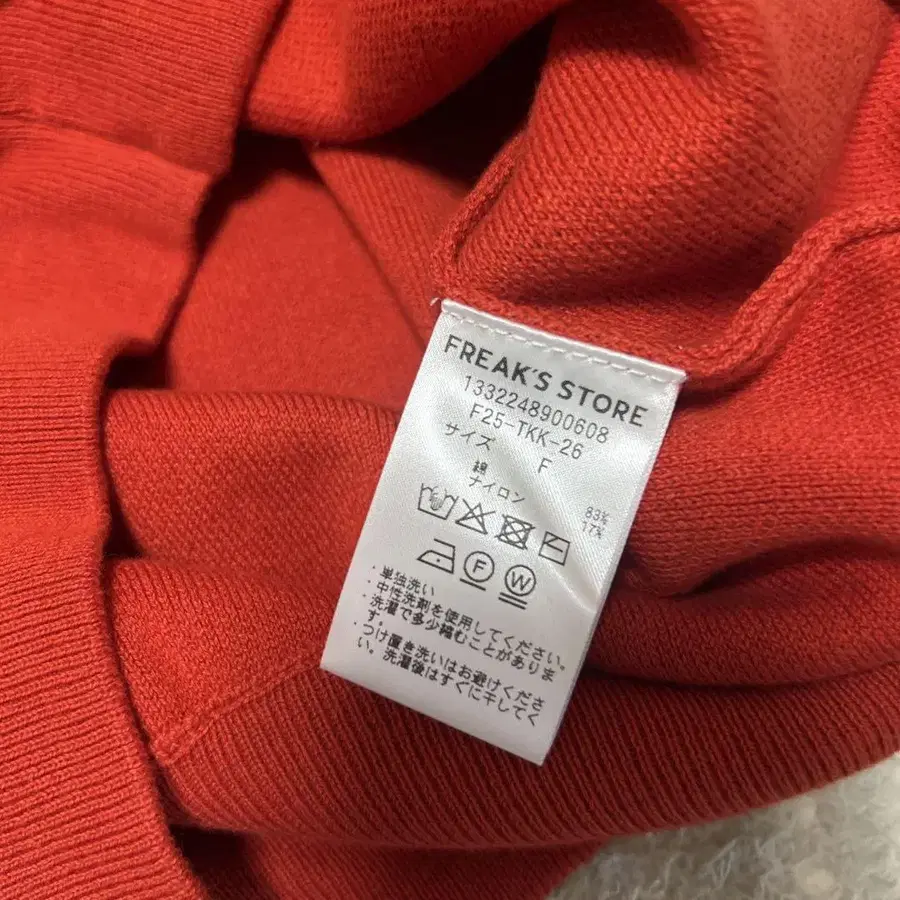 FREAK'S STORE
1332248900608
F25-TKK-26
サイズ F
綿 83%
ナイロン 17%
F W
・単独洗い
・中性洗剤を使用してください。
・洗濯で多少縮むことがありま
す。
・つけ置き洗いはお避けくださ
い。洗濯後はすぐに干してく